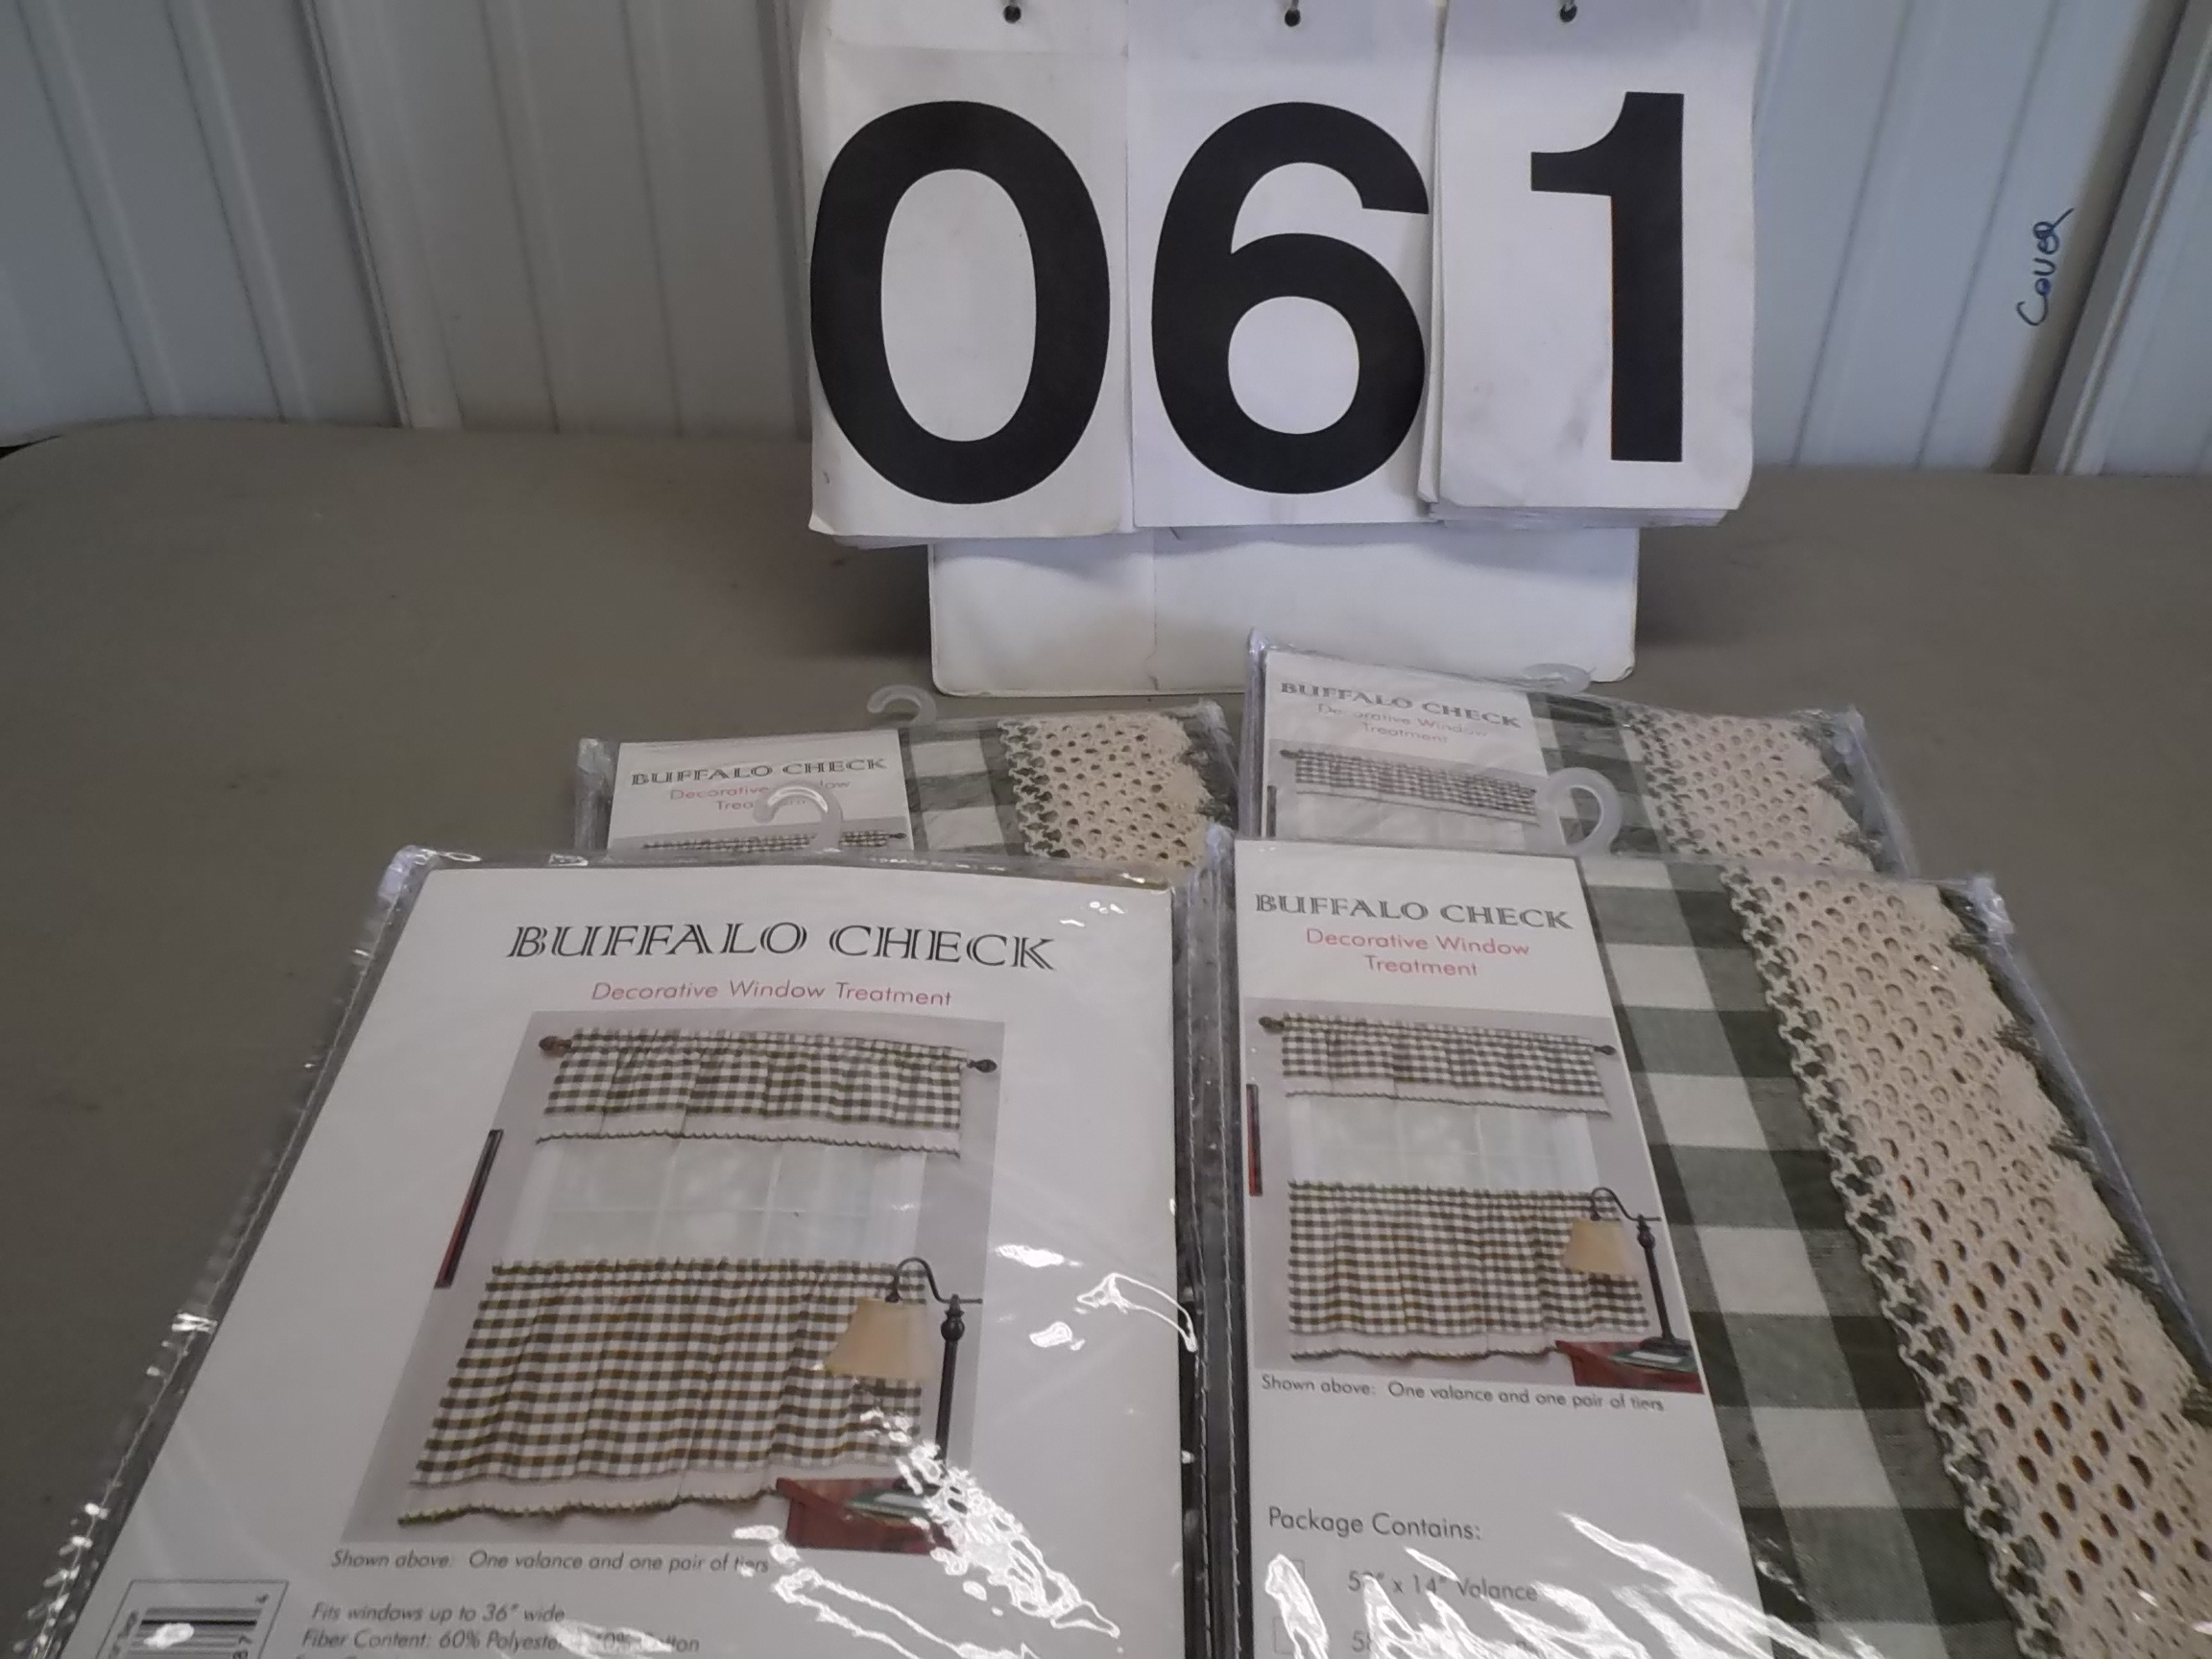 061
Cover
BUFFALO CHECK
Decorative Window
Treatment
BUFFALO CHECK
Decorative
BUFFALO CHECK
Decorative Window Treatment
Shown above: One valance and one pair of tiers
Fits windows up to 36" wide
Fiber Content: 60%
BUFFALO CHECK
Decorative Window
Treatment
Shown above: One valance and one pair of tiers
Package Contains:
x 14" Valance